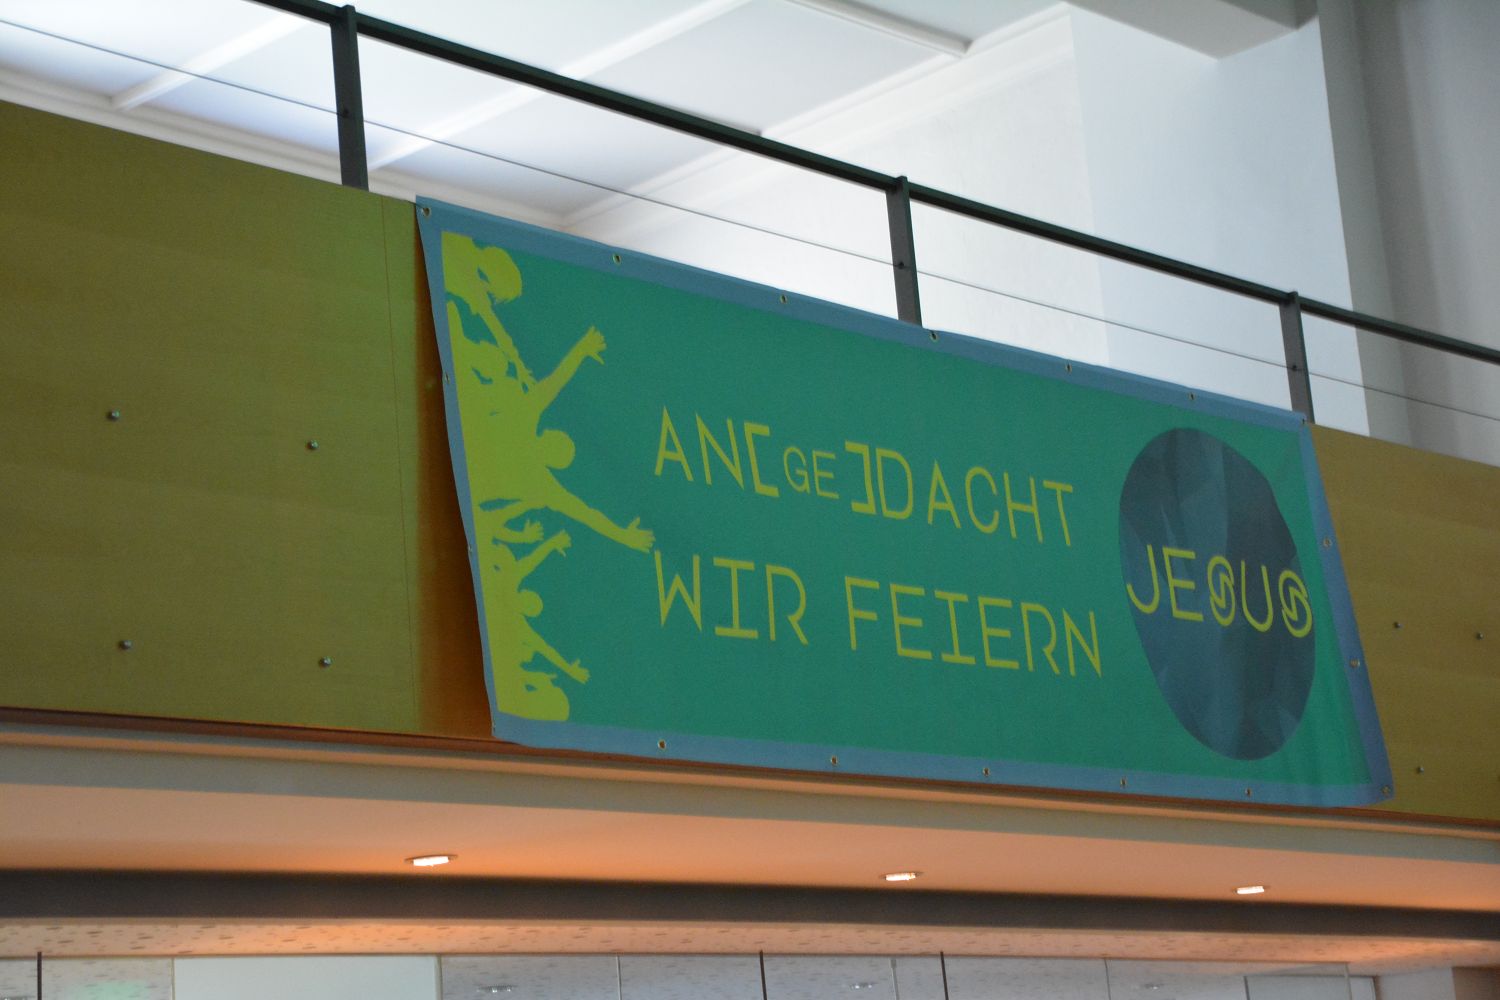 AN[GE]DACHT
WIR FEIERN
JESUS